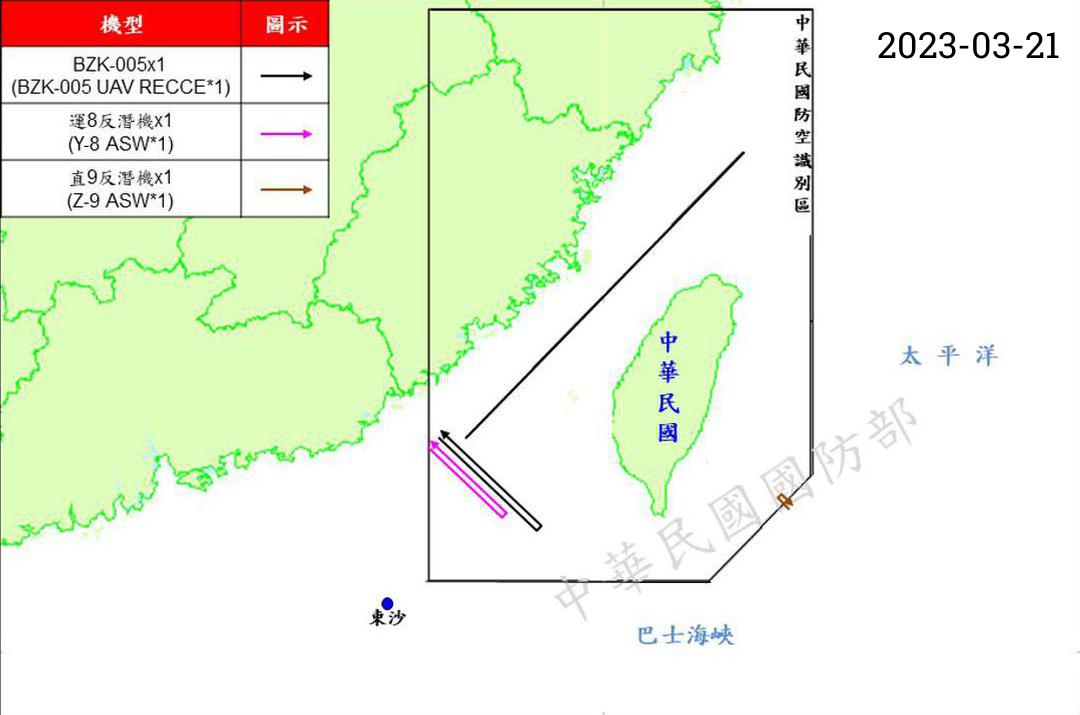 機型
圖示
2023-03-21
BZK-005x1
(BZK-005 UAV RECCE*1)
運8反潛機x1
(Y-8 ASW*1)
直9反潛機x1
(Z-9 ASW*1)
中華民國防空識別區
中華民國
太平洋
中華民國國防部
東沙
巴士海峽